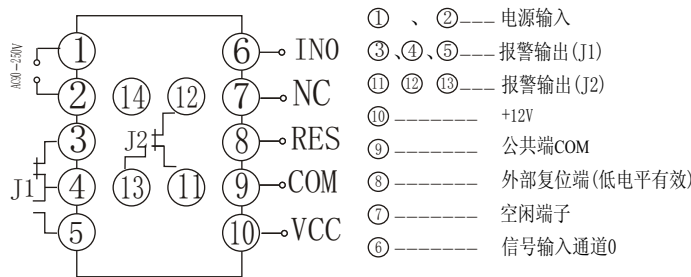 ① 、 ②--- 电源输入
③、④、⑤--- 报警输出(J1)
⑪ ⑫ ⑬--- 报警输出(J2)
⑩ ------- +12V
⑨ ------- 公共端COM
⑧ ------- 外部复位端(低电平有效)
⑦ ------- 空闲端子
⑥ ------- 信号输入通道0
AC90-250V
① ⑥ IN0
② ⑭ ⑫ ⑦ NC
③ J2 ⑧ RES
J1 ④ ⑬ ⑪ ⑨ COM
⑤ ⑩ VCC